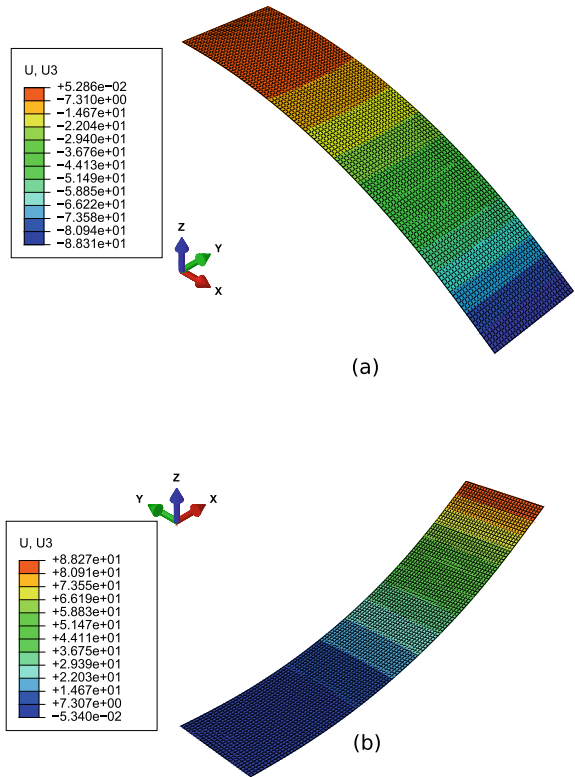 U, U3
+5.286e−02
−7.310e+00
−1.467e+01
−2.204e+01
−2.940e+01
−3.676e+01
−4.413e+01
−5.149e+01
−5.885e+01
−6.622e+01
−7.358e+01
−8.094e+01
−8.831e+01
Z
Y
X
(a)
Z
Y
X
U, U3
+8.827e+01
+8.091e+01
+7.355e+01
+6.619e+01
+5.883e+01
+5.147e+01
+4.411e+01
+3.675e+01
+2.939e+01
+2.203e+01
+1.467e+01
+7.307e+00
−5.340e−02
(b)